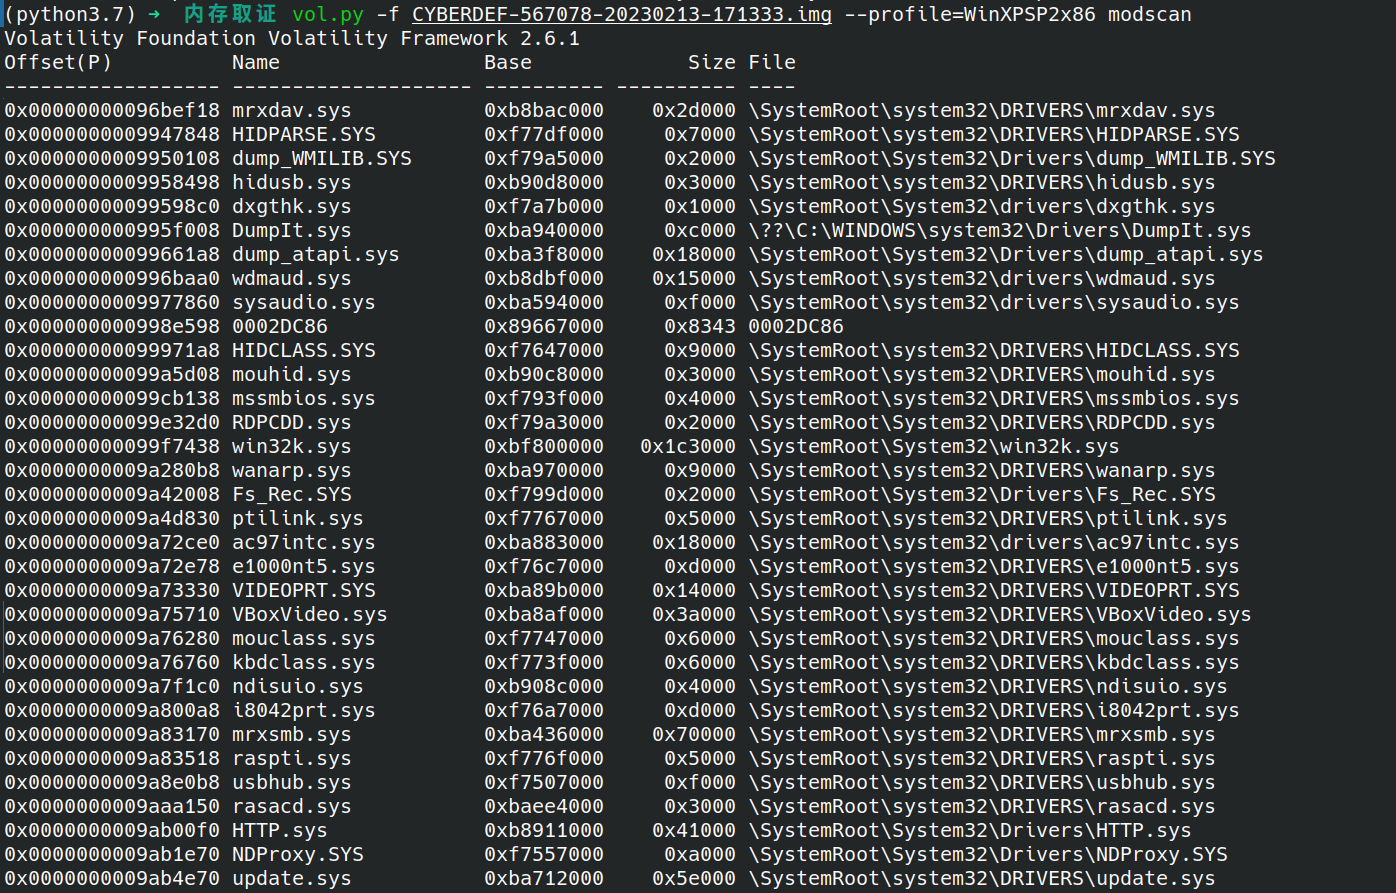 (python3.7) → 内存取证 vol.py -f CYBERDEF-567078-20230213-171333.img --profile=WinXPSP2x86 modscan
Volatility Foundation Volatility Framework 2.6.1
Offset(P)          Name                 Base             Size File
------------------ -------------------- ---------- ---------- ----
0x00000000096bef18 mrxdav.sys           0xb8bac000    0x2d000 \SystemRoot\system32\DRIVERS\mrxdav.sys
0x0000000009947848 HIDPARSE.SYS         0xf77df000     0x7000 \SystemRoot\system32\DRIVERS\HIDPARSE.SYS
0x0000000009950108 dump_WMILIB.SYS      0xf79a5000     0x2000 \SystemRoot\System32\Drivers\dump_WMILIB.SYS
0x0000000009958498 hidusb.sys           0xb90d8000     0x3000 \SystemRoot\system32\DRIVERS\hidusb.sys
0x00000000099598c0 dxgthk.sys           0xf7a7b000     0x1000 \SystemRoot\System32\drivers\dxgthk.sys
0x000000000995f008 DumpIt.sys           0xba940000     0xc000 \??\C:\WINDOWS\system32\Drivers\DumpIt.sys
0x00000000099661a8 dump_atapi.sys       0xba3f8000    0x18000 \SystemRoot\System32\Drivers\dump_atapi.sys
0x000000000996baa0 wdmaud.sys           0xb8dbf000    0x15000 \SystemRoot\system32\drivers\wdmaud.sys
0x0000000009977860 sysaudio.sys         0xba594000     0xf000 \SystemRoot\system32\drivers\sysaudio.sys
0x000000000998e598 0002DC86             0x89667000     0x8343 0002DC86
0x00000000099971a8 HIDCLASS.SYS         0xf7647000     0x9000 \SystemRoot\system32\DRIVERS\HIDCLASS.SYS
0x00000000099a5d08 mouhid.sys           0xb90c8000     0x3000 \SystemRoot\system32\DRIVERS\mouhid.sys
0x00000000099cb138 mssmbios.sys         0xf793f000     0x4000 \SystemRoot\system32\DRIVERS\mssmbios.sys
0x00000000099e32d0 RDPCDD.sys           0xf79a3000     0x2000 \SystemRoot\System32\DRIVERS\RDPCDD.sys
0x00000000099f7438 win32k.sys           0xbf800000   0x1c3000 \SystemRoot\System32\win32k.sys
0x0000000009a280b8 wanarp.sys           0xba970000     0x9000 \SystemRoot\system32\DRIVERS\wanarp.sys
0x0000000009a42008 Fs_Rec.SYS           0xf799d000     0x2000 \SystemRoot\System32\Drivers\Fs_Rec.SYS
0x0000000009a4d830 ptilink.sys          0xf7767000     0x5000 \SystemRoot\system32\DRIVERS\ptilink.sys
0x0000000009a72ce0 ac97intc.sys         0xba883000    0x18000 \SystemRoot\system32\drivers\ac97intc.sys
0x0000000009a72e78 e1000nt5.sys         0xf76c7000     0xd000 \SystemRoot\system32\DRIVERS\e1000nt5.sys
0x0000000009a73330 VIDEOPRT.SYS         0xba89b000    0x14000 \SystemRoot\system32\DRIVERS\VIDEOPRT.SYS
0x0000000009a75710 VBoxVideo.sys        0xba8af000    0x3a000 \SystemRoot\system32\DRIVERS\VBoxVideo.sys
0x0000000009a76280 mouclass.sys         0xf7747000     0x6000 \SystemRoot\system32\DRIVERS\mouclass.sys
0x0000000009a76760 kbdclass.sys         0xf773f000     0x6000 \SystemRoot\system32\DRIVERS\kbdclass.sys
0x0000000009a7f1c0 ndisuio.sys          0xb908c000     0x4000 \SystemRoot\system32\DRIVERS\ndisuio.sys
0x0000000009a800a8 i8042prt.sys         0xf76a7000     0xd000 \SystemRoot\system32\DRIVERS\i8042prt.sys
0x0000000009a83170 mrxsmb.sys           0xba436000    0x70000 \SystemRoot\system32\DRIVERS\mrxsmb.sys
0x0000000009a83518 raspti.sys           0xf776f000     0x5000 \SystemRoot\system32\DRIVERS\raspti.sys
0x0000000009a8e0b8 usbhub.sys           0xf7507000     0xf000 \SystemRoot\system32\DRIVERS\usbhub.sys
0x0000000009aaa150 rasacd.sys           0xbaee4000     0x3000 \SystemRoot\system32\DRIVERS\rasacd.sys
0x0000000009ab00f0 HTTP.sys             0xb8911000    0x41000 \SystemRoot\System32\Drivers\HTTP.sys
0x0000000009ab1e70 NDProxy.SYS          0xf7557000     0xa000 \SystemRoot\System32\Drivers\NDProxy.SYS
0x0000000009ab4e70 update.sys           0xba712000    0x5e000 \SystemRoot\system32\DRIVERS\update.sys